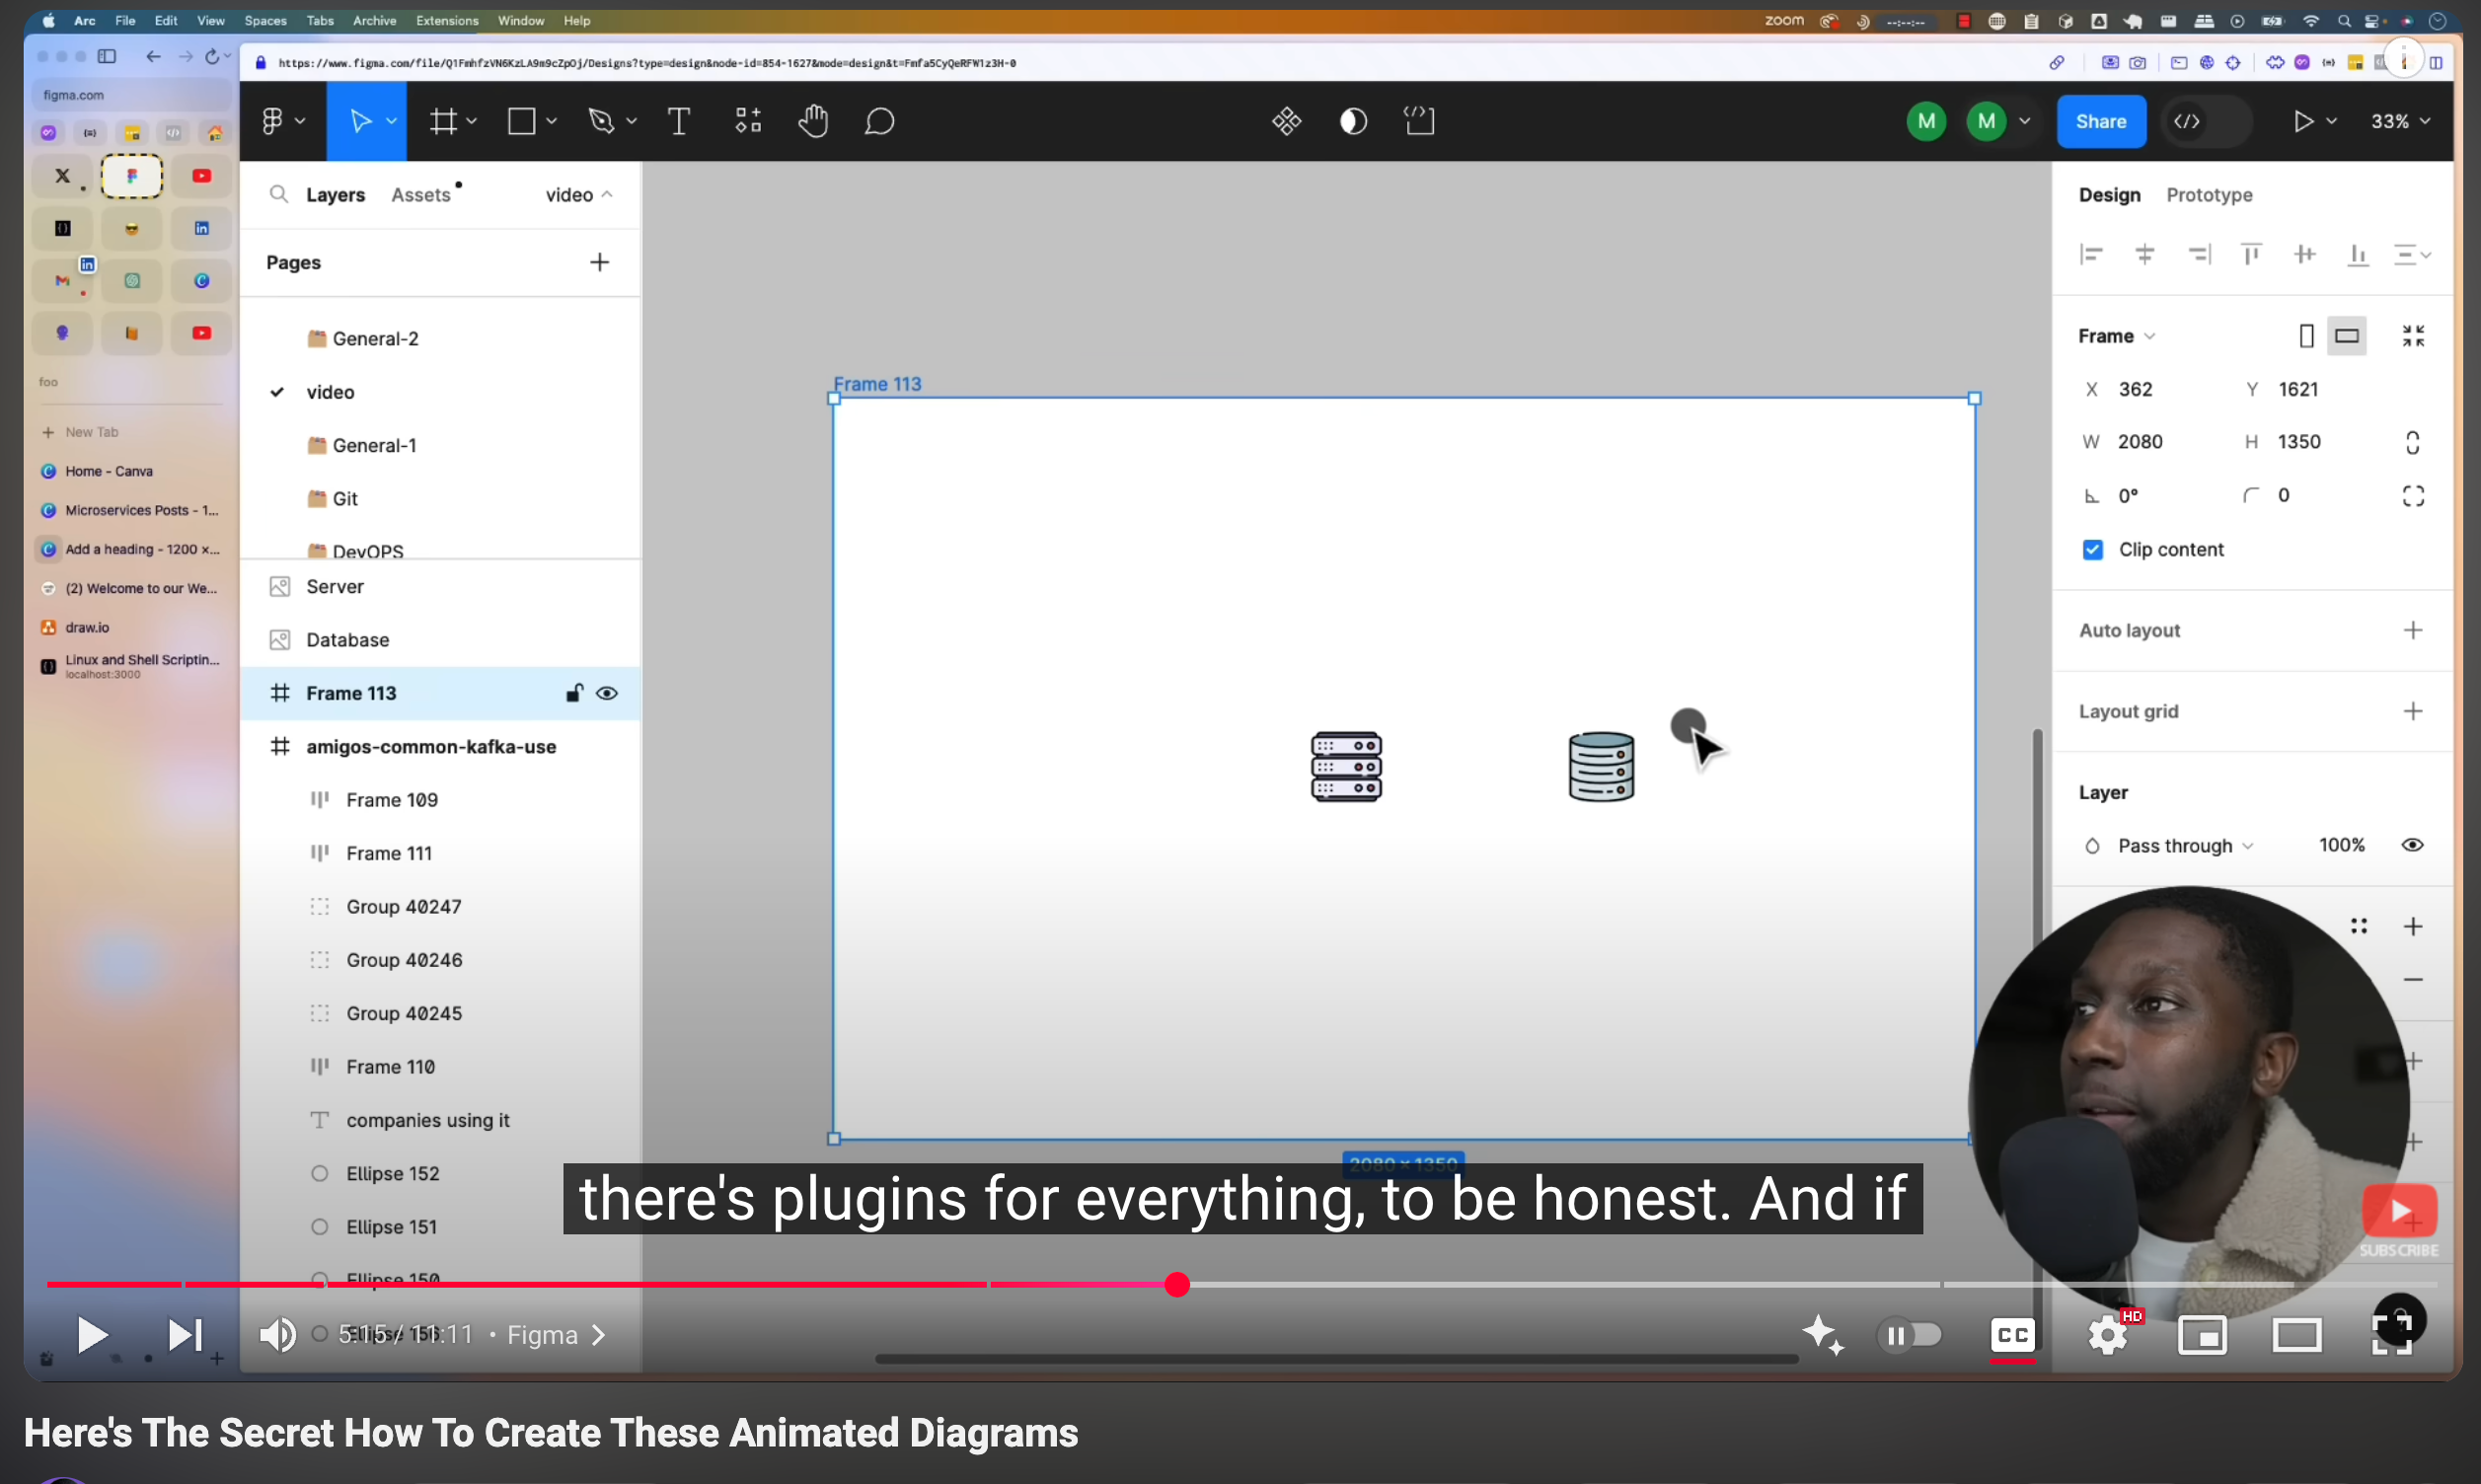 Arc File Edit View Spaces Tabs Archive Extensions Window Help
zoom --:--:--
https://www.figma.com/file/Q1FmhfzVN6KzLA9m9cZpOj/Designs?type=design&node-id=854-1627&mode=design&t=Fmfa5CyQeRFW1z3H-0
figma.com
M M Share 33%
foo
New Tab
Home - Canva
Microservices Posts - 1...
Add a heading - 1200 ×...
(2) Welcome to our We...
draw.io
Linux and Shell Scriptin...
localhost:3000
Layers Assets video
Pages
General-2
video
General-1
Git
DevOPS
Server
Database
Frame 113
amigos-common-kafka-use
Frame 109
Frame 111
Group 40247
Group 40246
Group 40245
Frame 110
companies using it
Ellipse 152
Ellipse 151
Ellipse 150
Frame 113
2080 × 1350
Design Prototype
Frame
X 362 Y 1621
W 2080 H 1350
0° 0
Clip content
Auto layout
Layout grid
Layer
Pass through 100%
there's plugins for everything, to be honest. And if
SUBSCRIBE
5:15 / 11:11 • Figma
CC
HD
Here's The Secret How To Create These Animated Diagrams